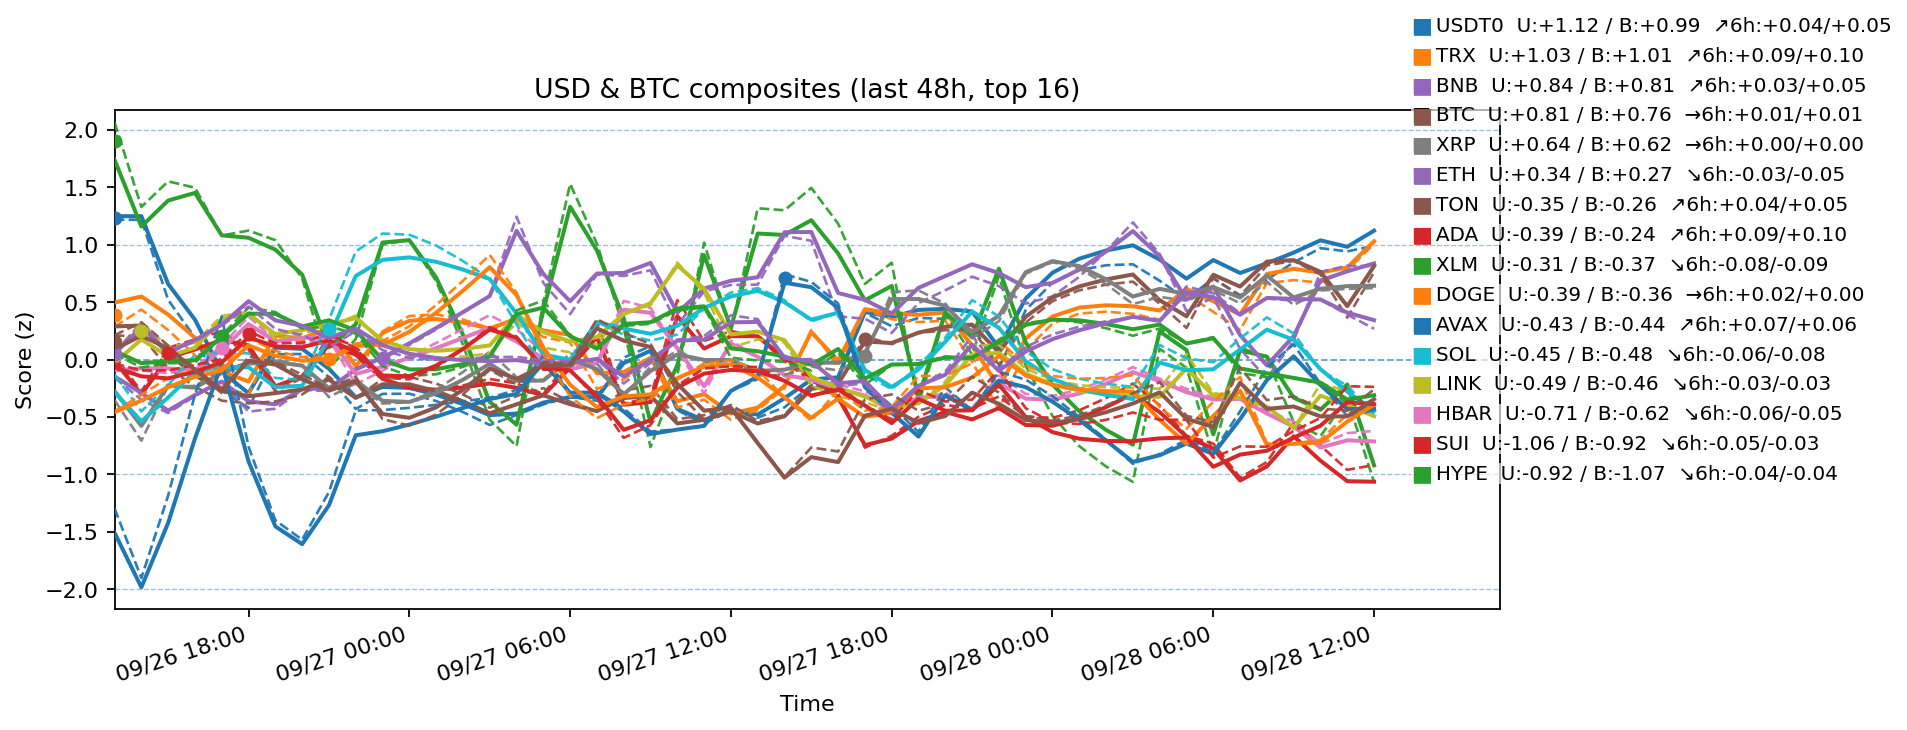 USDT0 U:+1.12 / B:+0.99 ↗6h:+0.04/+0.05
TRX U:+1.03 / B:+1.01 ↗6h:+0.09/+0.10
BNB U:+0.84 / B:+0.81 ↗6h:+0.03/+0.05
BTC U:+0.81 / B:+0.76 →6h:+0.01/+0.01
XRP U:+0.64 / B:+0.62 →6h:+0.00/+0.00
ETH U:+0.34 / B:+0.27 ↘6h:-0.03/-0.05
TON U:-0.35 / B:-0.26 ↗6h:+0.04/+0.05
ADA U:-0.39 / B:-0.24 ↗6h:+0.09/+0.10
XLM U:-0.31 / B:-0.37 ↘6h:-0.08/-0.09
DOGE U:-0.39 / B:-0.36 →6h:+0.02/+0.00
AVAX U:-0.43 / B:-0.44 ↗6h:+0.07/+0.06
SOL U:-0.45 / B:-0.48 ↘6h:-0.06/-0.08
LINK U:-0.49 / B:-0.46 ↘6h:-0.03/-0.03
HBAR U:-0.71 / B:-0.62 ↘6h:-0.06/-0.05
SUI U:-1.06 / B:-0.92 ↘6h:-0.05/-0.03
HYPE U:-0.92 / B:-1.07 ↘6h:-0.04/-0.04
USD & BTC composites (last 48h, top 16)
Score (z)
2.0
1.5
1.0
0.5
0.0
−0.5
−1.0
−1.5
−2.0
09/26 18:00
09/27 00:00
09/27 06:00
09/27 12:00
09/27 18:00
09/28 00:00
09/28 06:00
09/28 12:00
Time